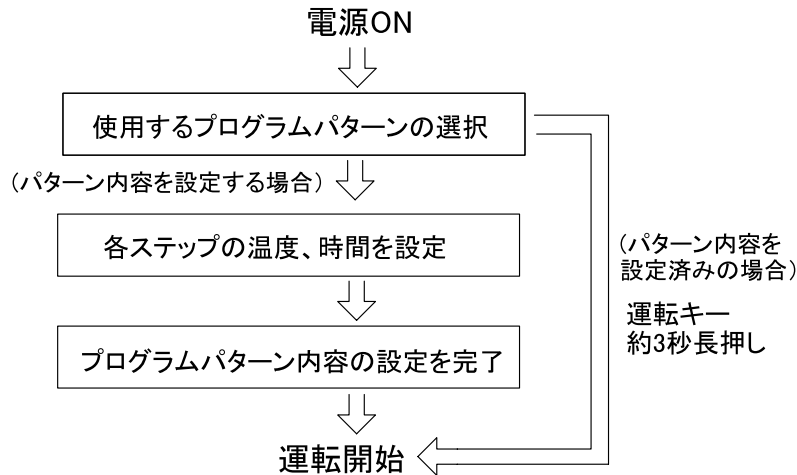 電源ON
使用するプログラムパターンの選択
(パターン内容を設定する場合)
各ステップの温度、時間を設定
プログラムパターン内容の設定を完了
運転開始
(パターン内容を
設定済みの場合)
運転キー
約3秒長押し